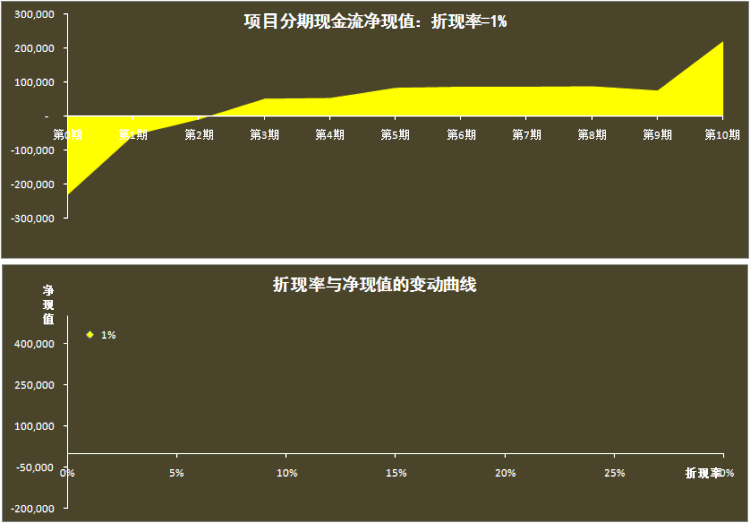 项目分期现金流净现值：折现率=1%
300,000
200,000
100,000
-
-100,000
-200,000
-300,000
第0期 第1期 第2期 第3期 第4期 第5期 第6期 第7期 第8期 第9期 第10期
折现率与净现值的变动曲线
净
现
值
1%
400,000
250,000
100,000
-50,000
-200,000
0% 5% 10% 15% 20% 25% 折现率